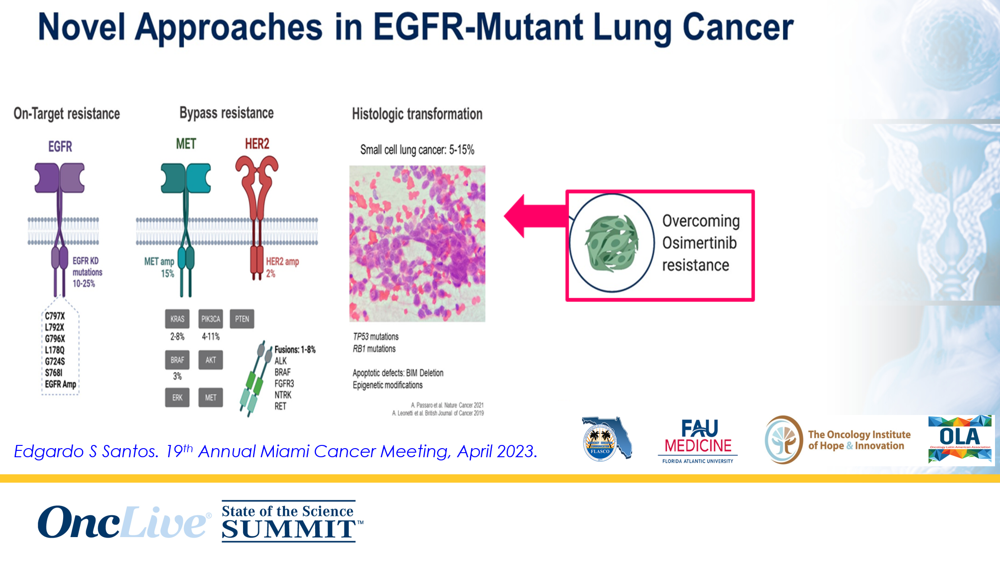 Novel Approaches in EGFR-Mutant Lung Cancer
On-Target resistance
EGFR
EGFR KD
mutations
10-25%
C797X
L792X
G796X
L178Q
G724S
S768I
EGFR Amp
Bypass resistance
MET
HER2
MET amp
15%
HER2 amp
2%
KRAS
PIK3CA
PTEN
2-8%
4-11%
BRAF
AKT
3%
ERK
MET
Fusions: 1-8%
ALK
BRAF
FGFR3
NTRK
RET
Histologic transformation
Small cell lung cancer: 5-15%
TP53 mutations
RB1 mutations
Apoptotic defects: BIM Deletion
Epigenetic modifications
A. Passaro et al. Nature Cancer 2021
A. Leonetti et al. British Journal of Cancer 2019
Overcoming
Osimertinib
resistance
Edgardo S Santos. 19th Annual Miami Cancer Meeting, April 2023.
ADVOCACY EDUCATION
COMMUNICATION
FLASCO
1977
FAU
MEDICINE
FLORIDA ATLANTIC UNIVERSITY
The Oncology Institute
of Hope & Innovation
OLA
Oncology Latin American Association
OncLive®
State of the Science
SUMMIT™